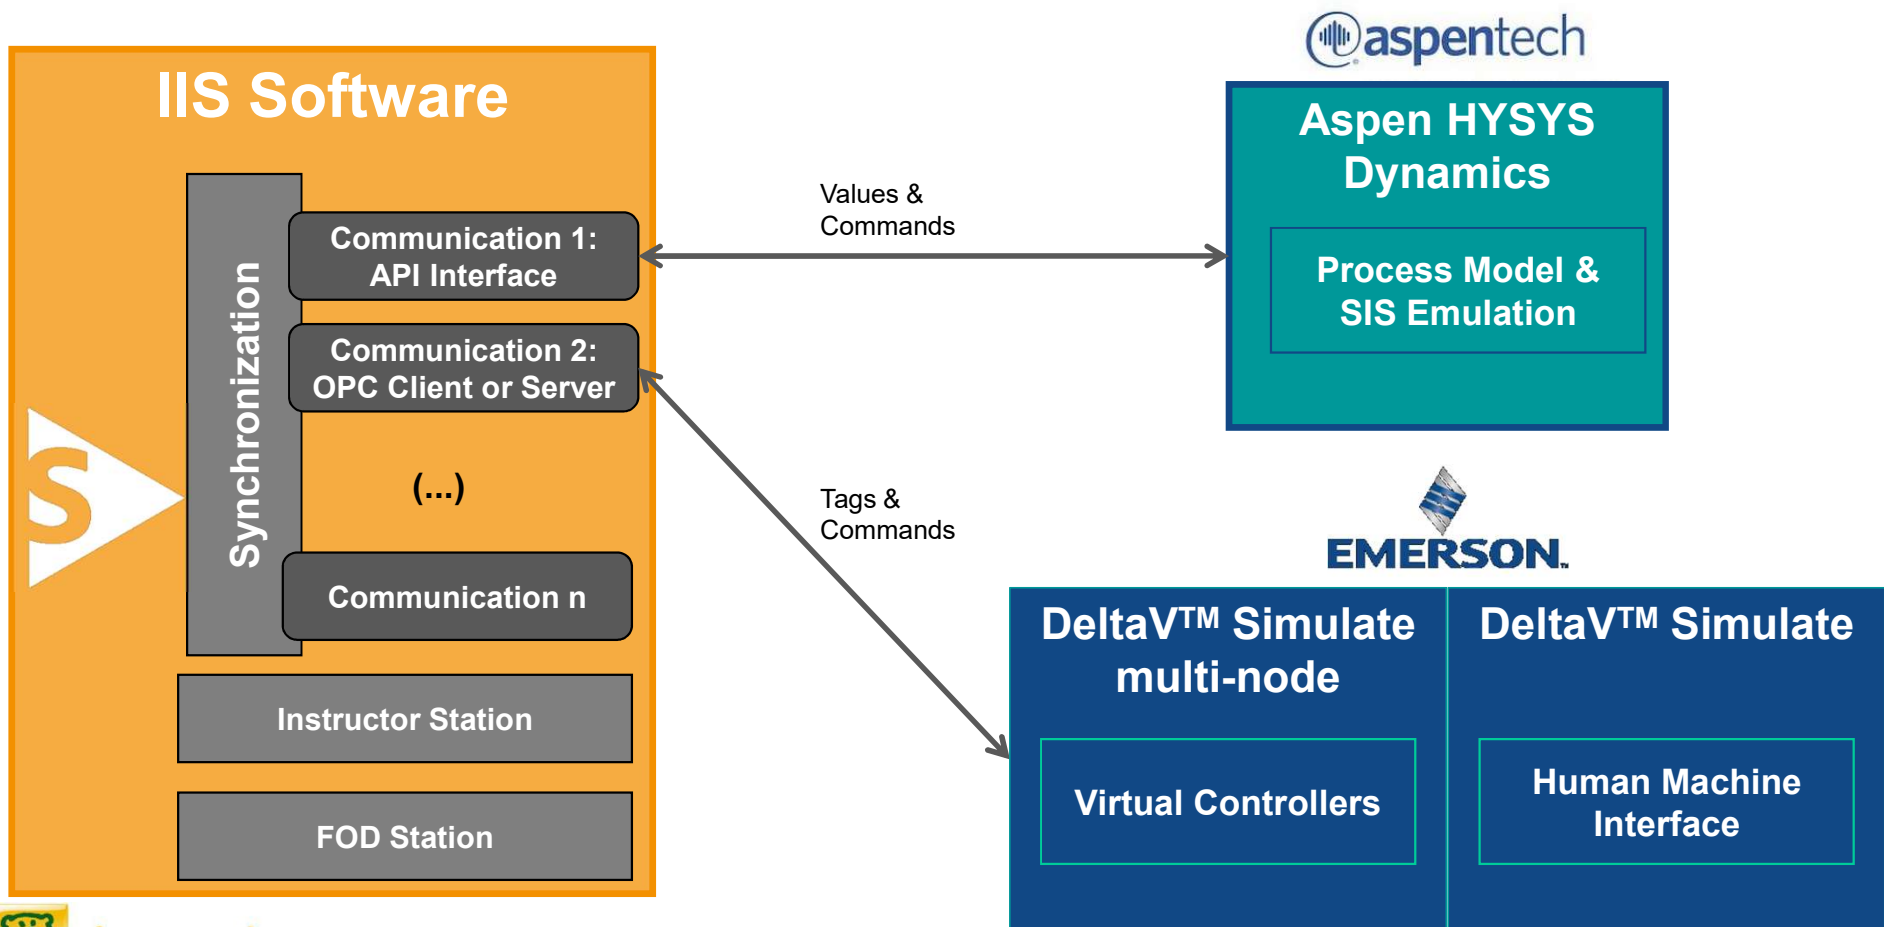 IIS Software
Synchronization
Communication 1:
API Interface
Communication 2:
OPC Client or Server
(...)
Communication n
Instructor Station
FOD Station
S
Values &
Commands
Tags &
Commands
aspentech
Aspen HYSYS
Dynamics
Process Model &
SIS Emulation
EMERSON™
DeltaV™ Simulate
multi-node
Virtual Controllers
DeltaV™ Simulate
Human Machine
Interface